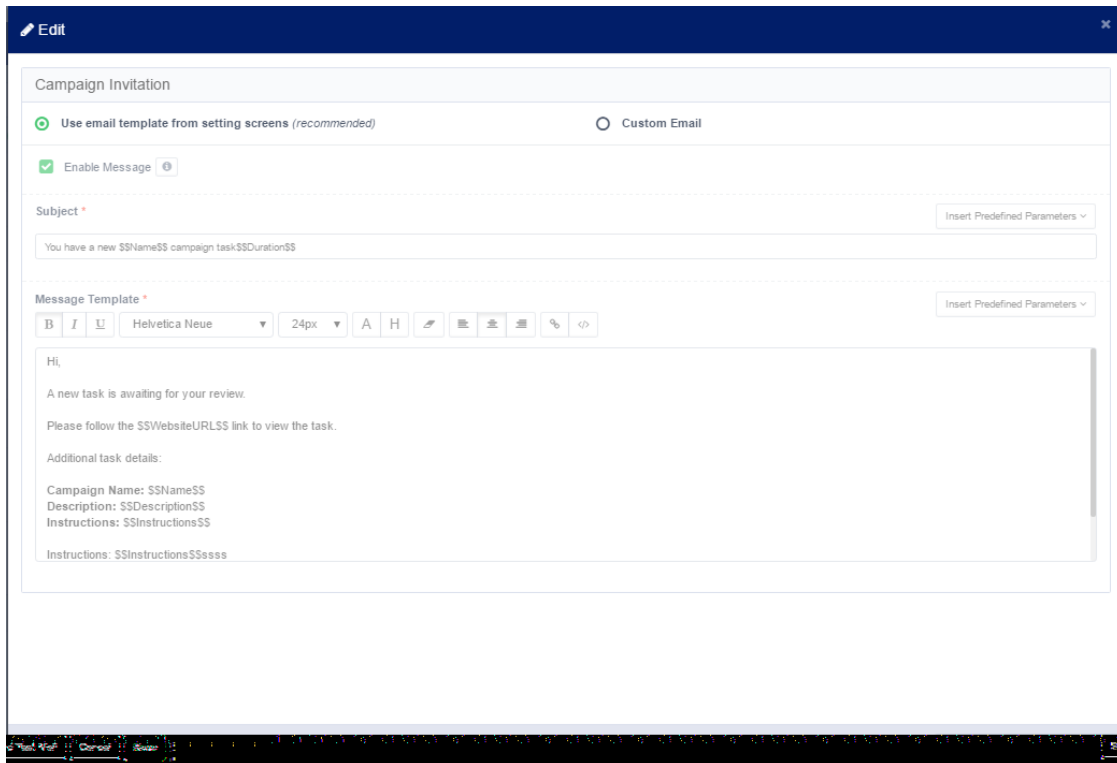 Edit
Campaign Invitation
Use email template from setting screens (recommended)
Custom Email
Enable Message
Subject *
Insert Predefined Parameters
You have a new $$Name$$ campaign task$$Duration$$
Message Template *
Insert Predefined Parameters
B I U Helvetica Neue 24px A H </>
Hi,
A new task is awaiting for your review.
Please follow the $$WebsiteURL$$ link to view the task.
Additional task details:
Campaign Name: $$Name$$
Description: $$Description$$
Instructions: $$Instructions$$
Instructions: $$Instructions$$ssss
Cancel